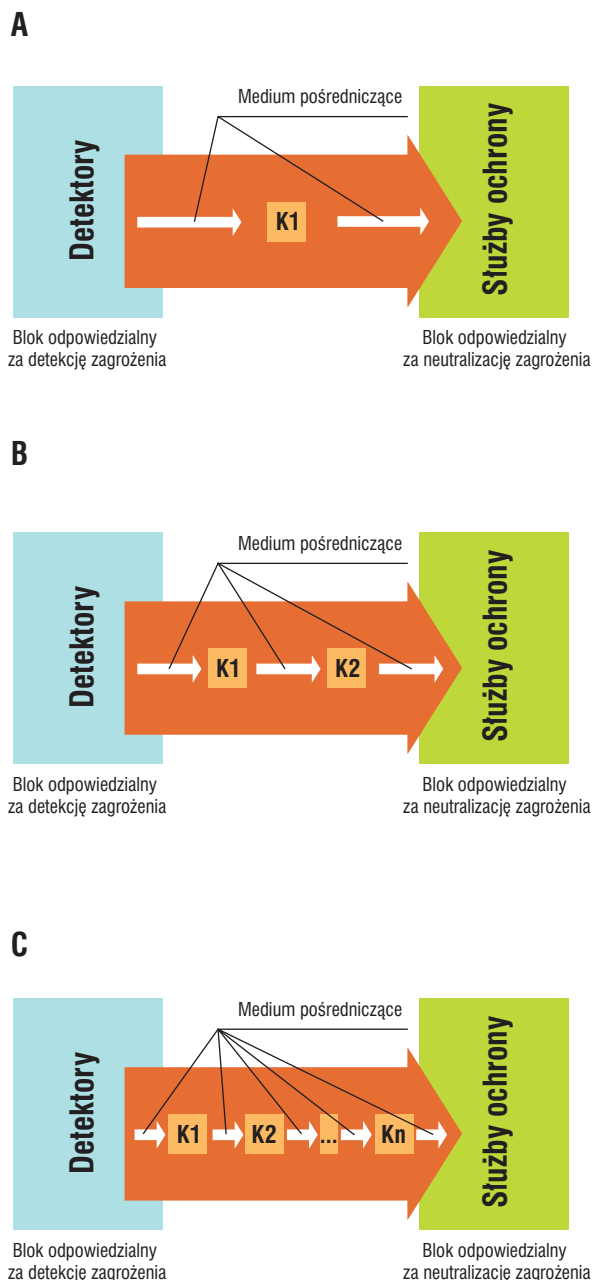 A
Medium pośredniczące
Detektory
K1
Służby ochrony
Blok odpowiedzialny
za detekcję zagrożenia
Blok odpowiedzialny
za neutralizację zagrożenia
B
Medium pośredniczące
Detektory
K1
K2
Służby ochrony
Blok odpowiedzialny
za detekcję zagrożenia
Blok odpowiedzialny
za neutralizację zagrożenia
C
Medium pośredniczące
Detektory
K1
K2
...
Kn
Służby ochrony
Blok odpowiedzialny
za detekcję zagrożenia
Blok odpowiedzialny
za neutralizację zagrożenia